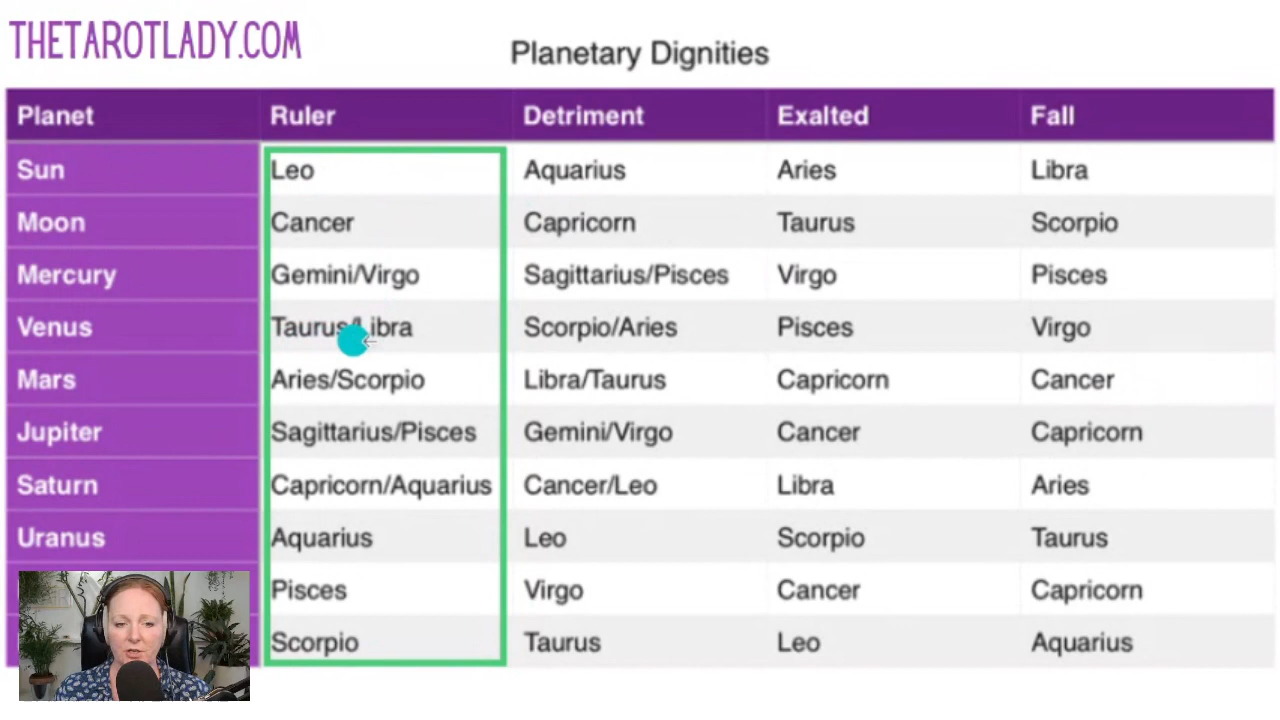 THETAROTLADY.COM
Planetary Dignities
Planet Ruler Detriment Exalted Fall
Sun Leo Aquarius Aries Libra
Moon Cancer Capricorn Taurus Scorpio
Mercury Gemini/Virgo Sagittarius/Pisces Virgo Pisces
Venus Taurus/Libra Scorpio/Aries Pisces Virgo
Mars Aries/Scorpio Libra/Taurus Capricorn Cancer
Jupiter Sagittarius/Pisces Gemini/Virgo Cancer Capricorn
Saturn Capricorn/Aquarius Cancer/Leo Libra Aries
Uranus Aquarius Leo Scorpio Taurus
Pisces Virgo Cancer Capricorn
Scorpio Taurus Leo Aquarius